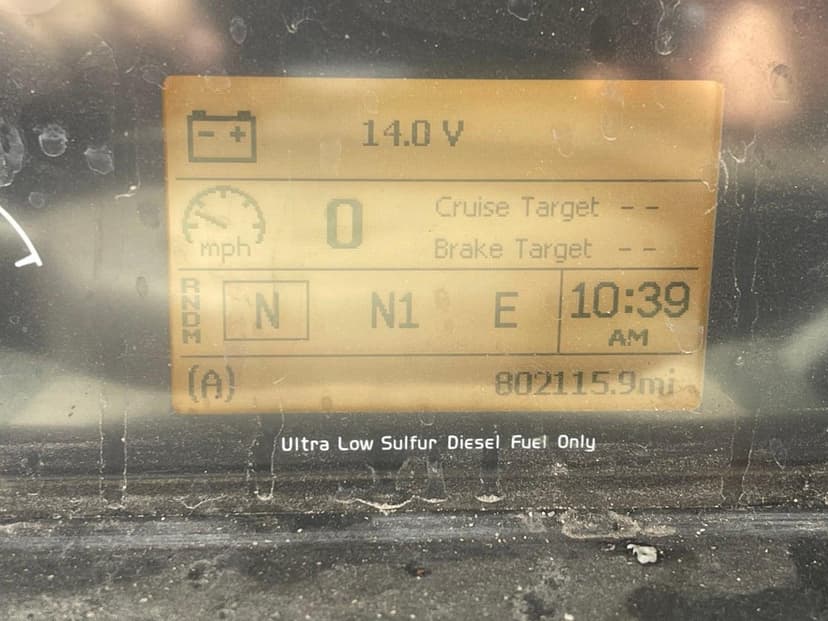 - +
14.0 V
mph
0
Cruise Target --
Brake Target --
RNDM
N
N1
E
10:39
AM
(A)
802115.9mi
Ultra Low Sulfur Diesel Fuel Only